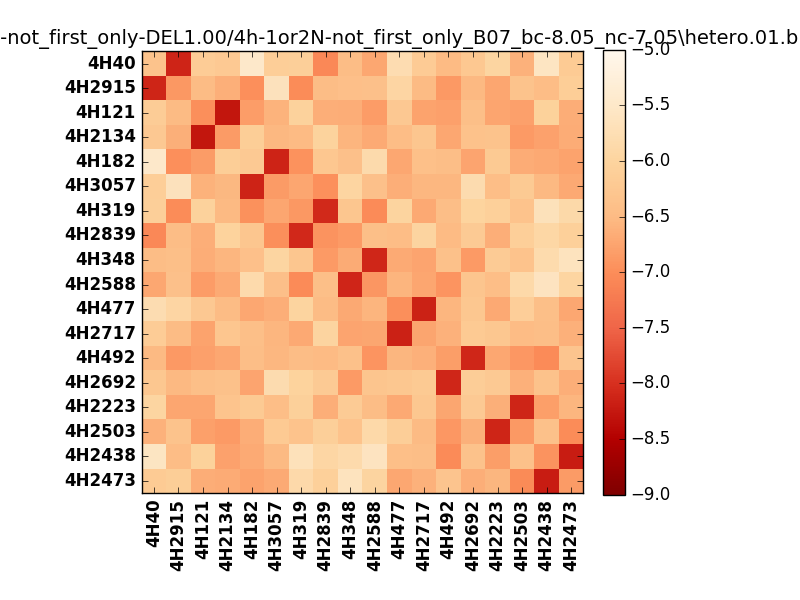 -not_first_only-DEL1.00/4h-1or2N-not_first_only_B07_bc-8.05_nc-7.05\hetero.01.b
4H40
4H2915
4H121
4H2134
4H182
4H3057
4H319
4H2839
4H348
4H2588
4H477
4H2717
4H492
4H2692
4H2223
4H2503
4H2438
4H2473
4H40
4H2915
4H121
4H2134
4H182
4H3057
4H319
4H2839
4H348
4H2588
4H477
4H2717
4H492
4H2692
4H2223
4H2503
4H2438
4H2473
-5.0
-5.5
-6.0
-6.5
-7.0
-7.5
-8.0
-8.5
-9.0